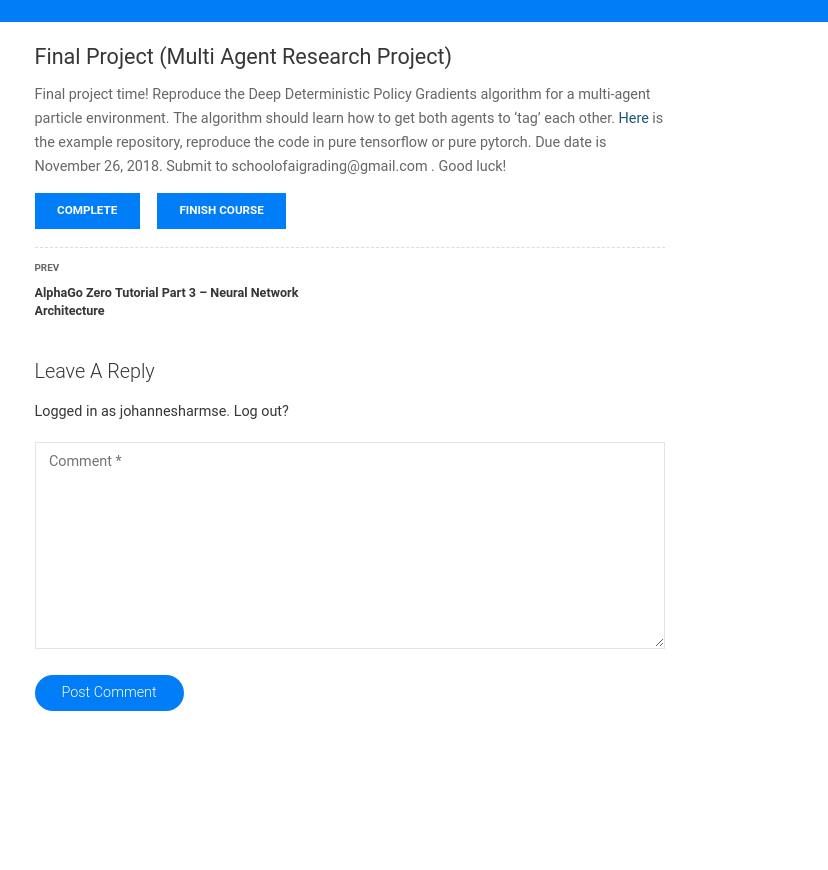 Final Project (Multi Agent Research Project)
Final project time! Reproduce the Deep Deterministic Policy Gradients algorithm for a multi-agent
particle environment. The algorithm should learn how to get both agents to ‘tag’ each other. Here is
the example repository, reproduce the code in pure tensorflow or pure pytorch. Due date is
November 26, 2018. Submit to schoolofaigrading@gmail.com . Good luck!
COMPLETE FINISH COURSE
PREV
AlphaGo Zero Tutorial Part 3 – Neural Network
Architecture
Leave A Reply
Logged in as johannesharmse. Log out?
Comment *
Post Comment